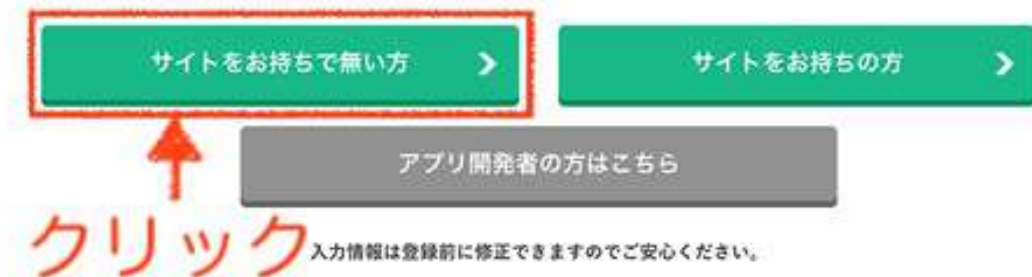 サイトをお持ちで無い方
サイトをお持ちの方
アプリ開発者の方はこちら
クリック
入力情報は登録前に修正できますのでご安心ください。